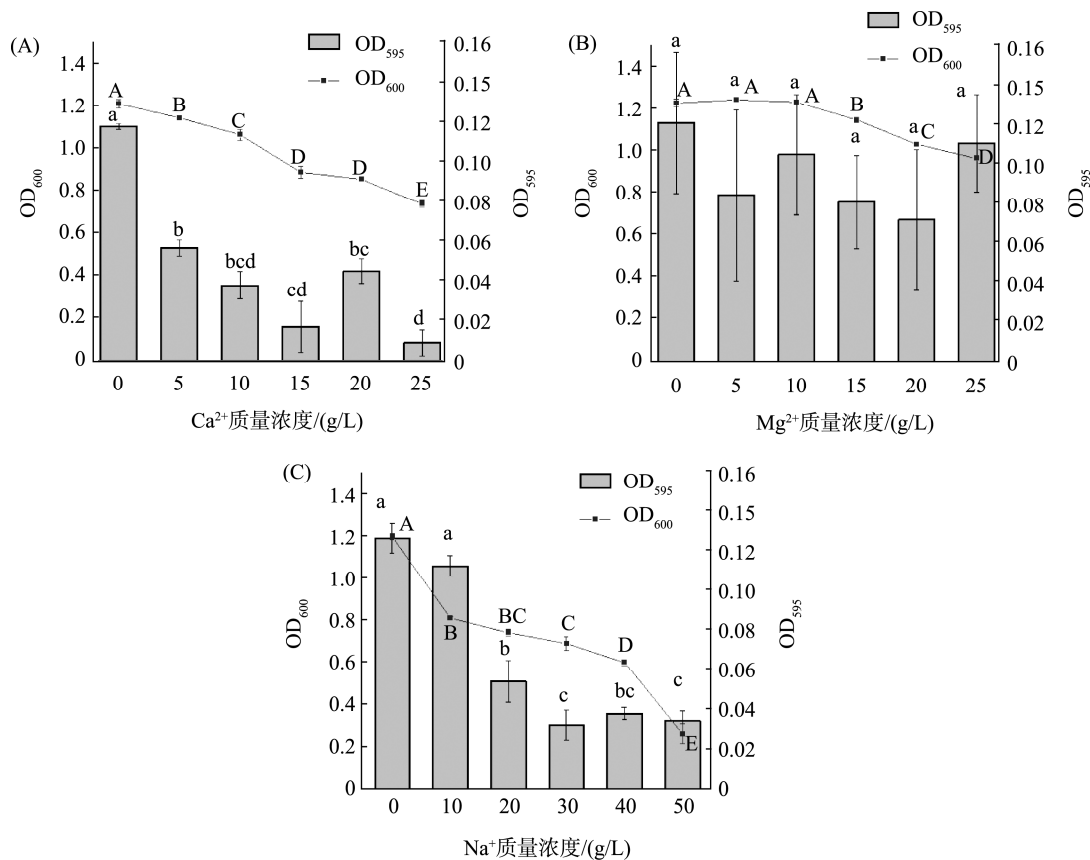 (A)
OD₅₉₅
OD₆₀₀
1.4
1.2
1.0
0.8
0.6
0.4
0.2
0
OD₆₀₀
0.16
0.15
0.12
0.10
0.08
0.06
0.04
0.02
0
OD₅₉₅
A
B
C
D
D
E
a
b
bcd
cd
bc
d
0 5 10 15 20 25
Ca²⁺质量浓度/(g/L)
(B)
OD₅₉₅
OD₆₀₀
1.4
1.2
1.0
0.8
0.6
0.4
0.2
0
OD₆₀₀
0.16
0.15
0.12
0.10
0.08
0.06
0.04
0.02
0
OD₅₉₅
a
a
a
a
a
a
A
A
A
B
C
D
0 5 10 15 20 25
Mg²⁺质量浓度/(g/L)
(C)
OD₅₉₅
OD₆₀₀
1.4
1.2
1.0
0.8
0.6
0.4
0.2
0
OD₆₀₀
0.16
0.15
0.12
0.10
0.08
0.06
0.04
0.02
0
OD₅₉₅
a
a
b
c
bc
c
A
B
BC
C
D
E
0 10 20 30 40 50
Na⁺质量浓度/(g/L)